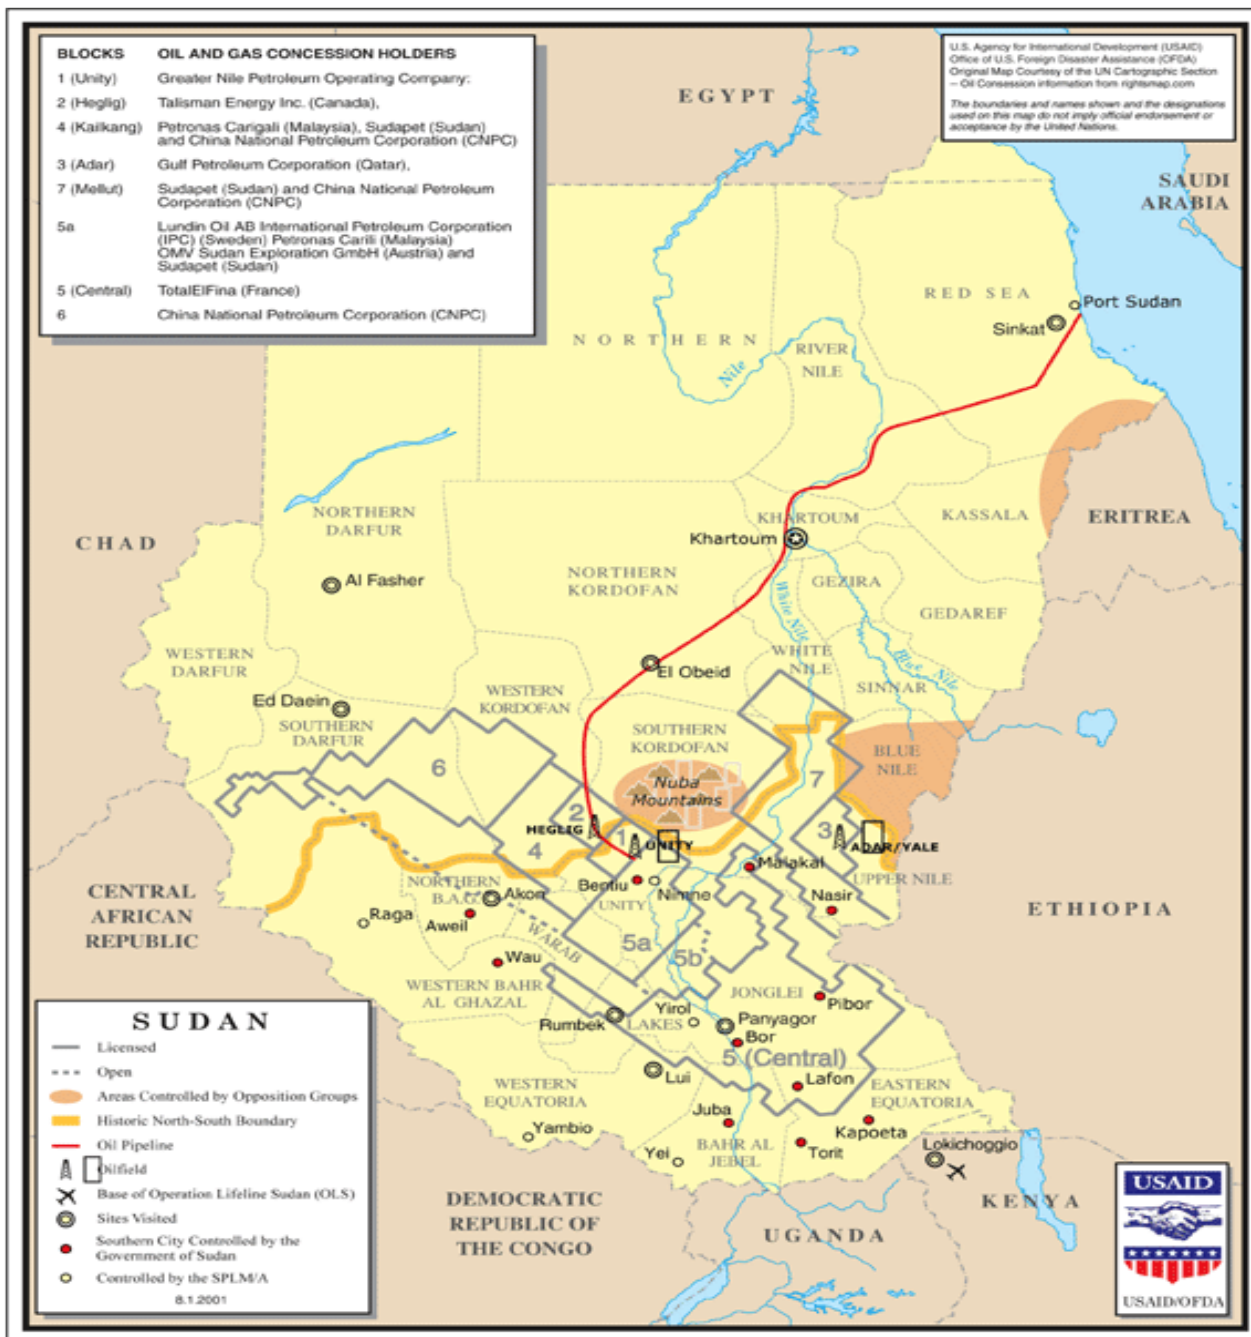 BLOCKS OIL AND GAS CONCESSION HOLDERS
1 (Unity) Greater Nile Petroleum Operating Company:
2 (Heglig) Talisman Energy Inc. (Canada),
4 (Kailkang) Petronas Carigali (Malaysia), Sudapet (Sudan)
and China National Petroleum Corporation (CNPC)
3 (Adar) Gulf Petroleum Corporation (Qatar),
7 (Mellut) Sudapet (Sudan) and China National Petroleum
Corporation (CNPC)
5a Lundin Oil AB International Petroleum Corporation
(IPC) (Sweden) Petronas Carili (Malaysia)
OMV Sudan Exploration GmbH (Austria) and
Sudapet (Sudan)
5 (Central) TotalElFina (France)
6 China National Petroleum Corporation (CNPC)
U.S. Agency for International Development (USAID)
Office of U.S. Foreign Disaster Assistance (OFDA)
Original Map Courtesy of the UN Cartographic Section
-- Oil Consession information from rightsmap.com
The boundaries and names shown and the designations
used on this map do not imply official endorsement or
acceptance by the United Nations.
EGYPT
SAUDI
ARABIA
RED SEA
Port Sudan
Sinkat
NORTHERN
RIVER
NILE
Nile
NORTHERN
DARFUR
KHARTOUM
KASSALA
ERITREA
CHAD
Khartoum
Al Fasher
NORTHERN
KORDOFAN
White Nile
GEZIRA
GEDAREF
WESTERN
DARFUR
WHITE
NILE
Blue Nile
El Obeid
SINNAR
Ed Daein
WESTERN
KORDOFAN
SOUTHERN
DARFUR
SOUTHERN
KORDOFAN
BLUE
NILE
6
7
Nuba
Mountains
2
HEGLIG
1
UNITY
3
ADAR/YALE
4
Malakal
UPPER NILE
Bentiu
Nimne
NORTHERN
B.A.G.
Akon
UNITY
Nasir
CENTRAL
AFRICAN
REPUBLIC
Raga
Aweil
ETHIOPIA
WARAB
5a
5b
Wau
WESTERN BAHR
AL GHAZAL
JONGLEI
Pibor
Yirol
Rumbek
LAKES
Panyagor
Bor
5 (Central)
Lui
Lafon
WESTERN
EQUATORIA
EASTERN
EQUATORIA
Juba
Yambio
Kapoeta
BAHR AL
JEBEL
Torit
Yei
Lokichoggio
DEMOCRATIC
REPUBLIC OF
THE CONGO
KENYA
UGANDA
SUDAN
Licensed
Open
Areas Controlled by Opposition Groups
Historic North-South Boundary
Oil Pipeline
Oilfield
Base of Operation Lifeline Sudan (OLS)
Sites Visited
Southern City Controlled by the
Government of Sudan
Controlled by the SPLM/A
8.1.2001
USAID
USAID/OFDA